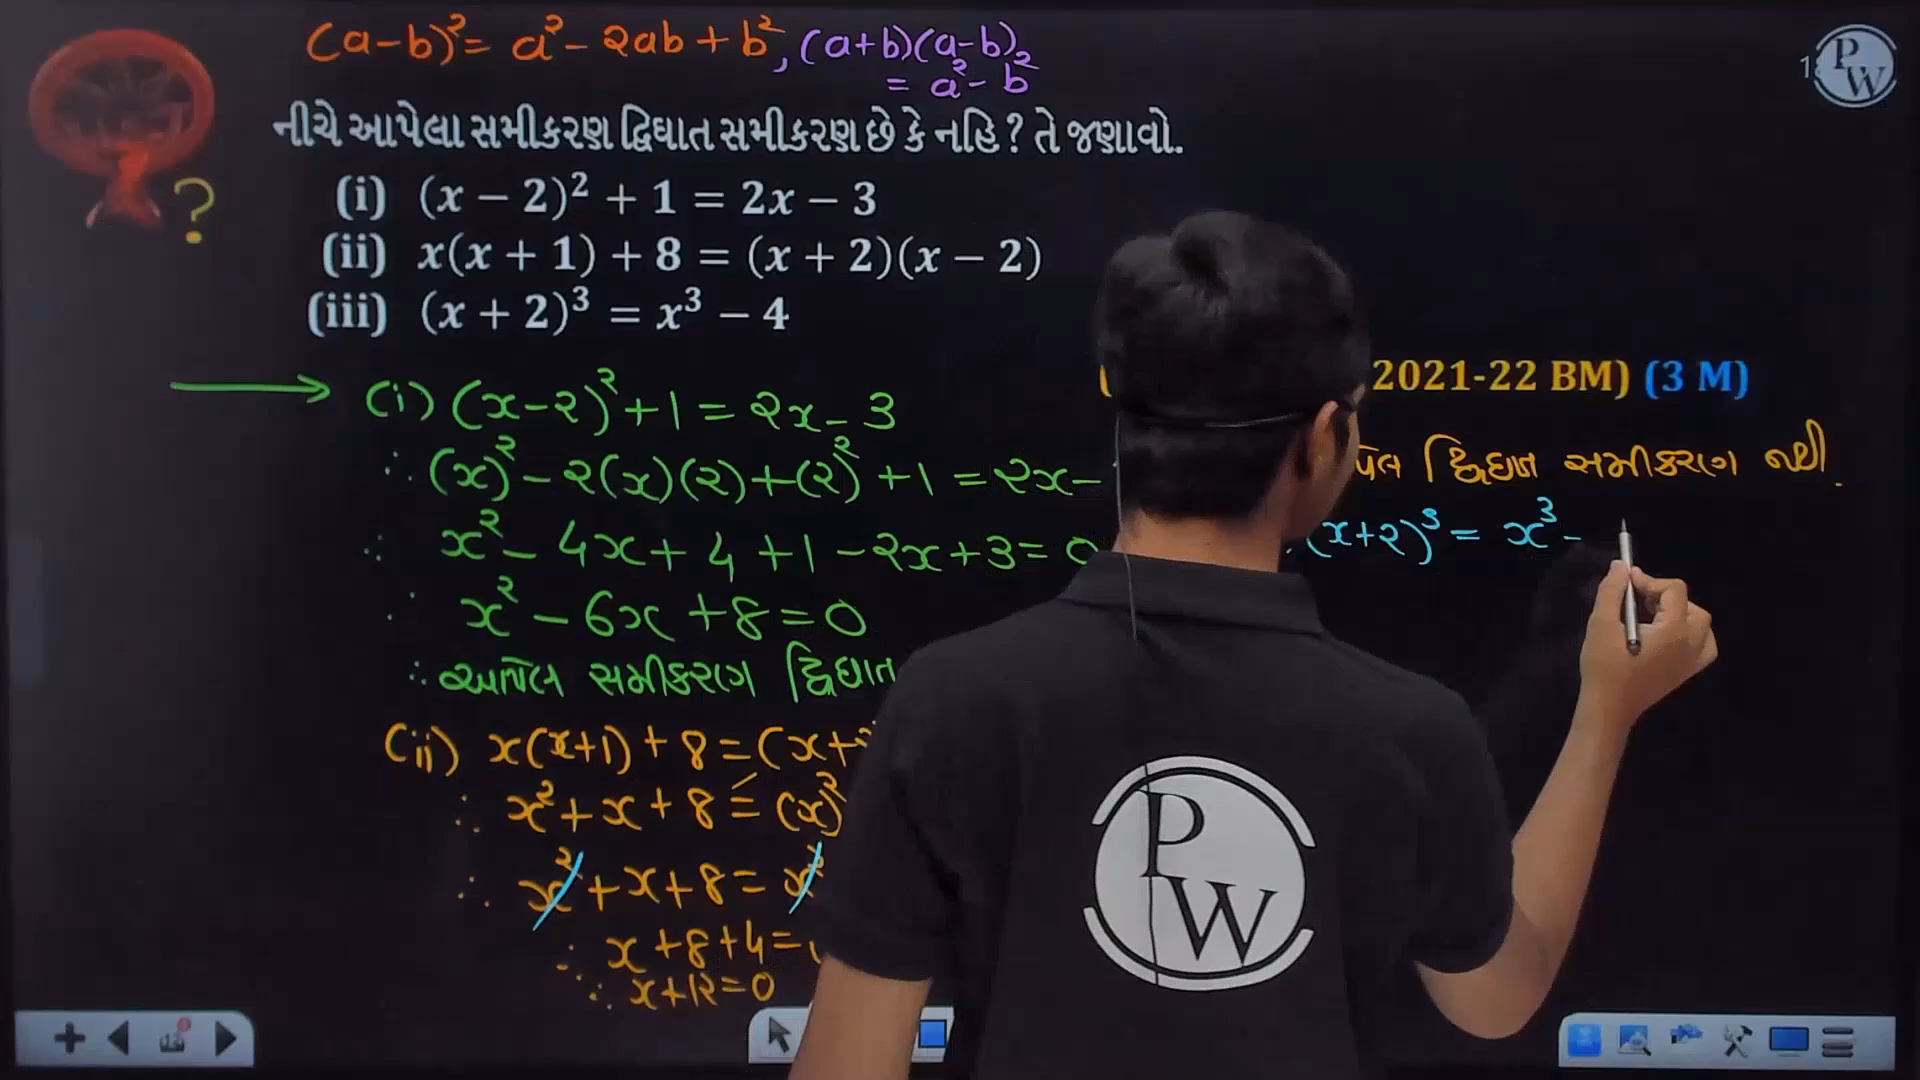 (a-b)² = a² - 2ab + b², (a+b)(a-b)
= a² - b²
નીચે આપેલા સમીકરણ દ્વિઘાત સમીકરણ છે કે નહિ? તે જણાવો.
(i) (x − 2)² + 1 = 2x − 3
(ii) x(x + 1) + 8 = (x + 2)(x − 2)
(iii) (x + 2)³ = x³ − 4
2021-22 BM) (3 M)
(i) (x-2)² + 1 = 2x - 3
∴ (x)² - 2(x)(2) + (2)² + 1 = 2x -
∴ x² - 4x + 4 + 1 - 2x + 3 = 0
∴ x² - 6x + 8 = 0
∴ આપેલ સમીકરણ દ્વિઘાત
(ii) x(x+1) + 8 = (x+
∴ x² + x + 8 = (x)²
∴ x² + x + 8 = x²
∴ x + 8 + 4 =
∴ x + 12 = 0
દ્વિઘાત સમીકરણ નથી.
(x+2)³ = x³ -
PW
PW